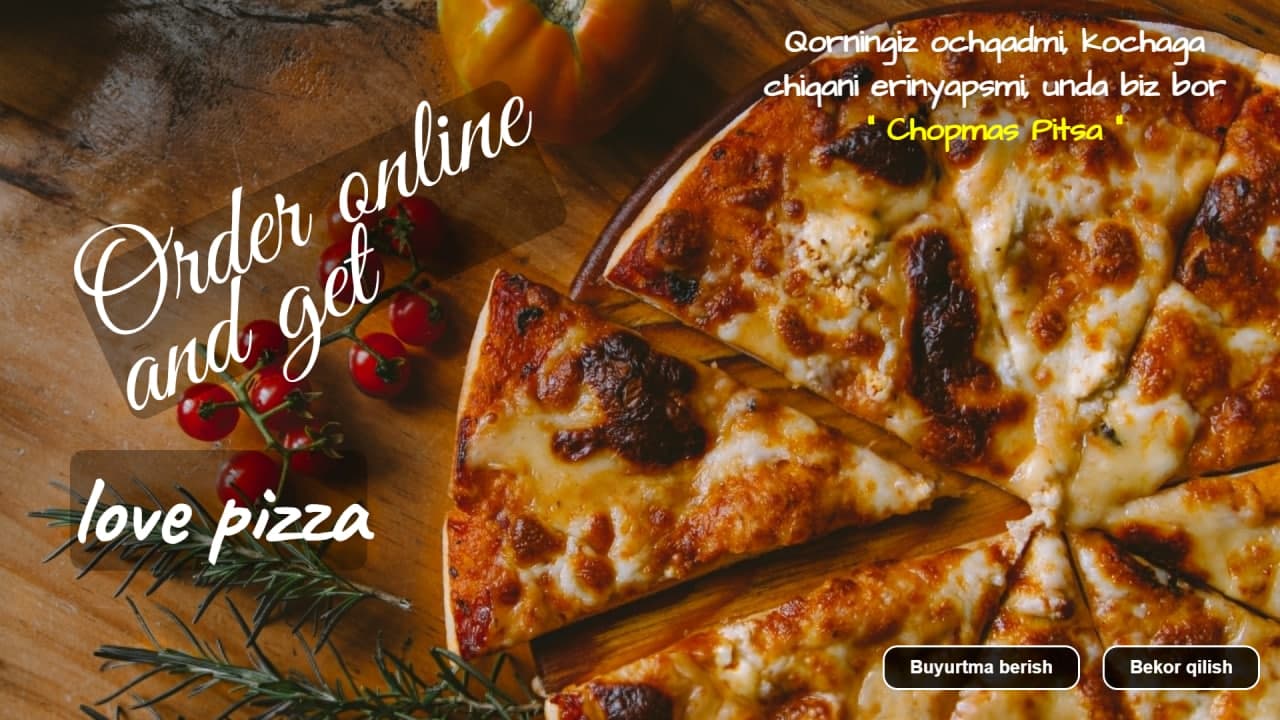 Order online
and get
love pizza
Qorningiz ochqadmi, kochaga
chiqani erinyapsmi, unda biz bor
" Chopmas Pitsa "
Buyurtma berish
Bekor qilish